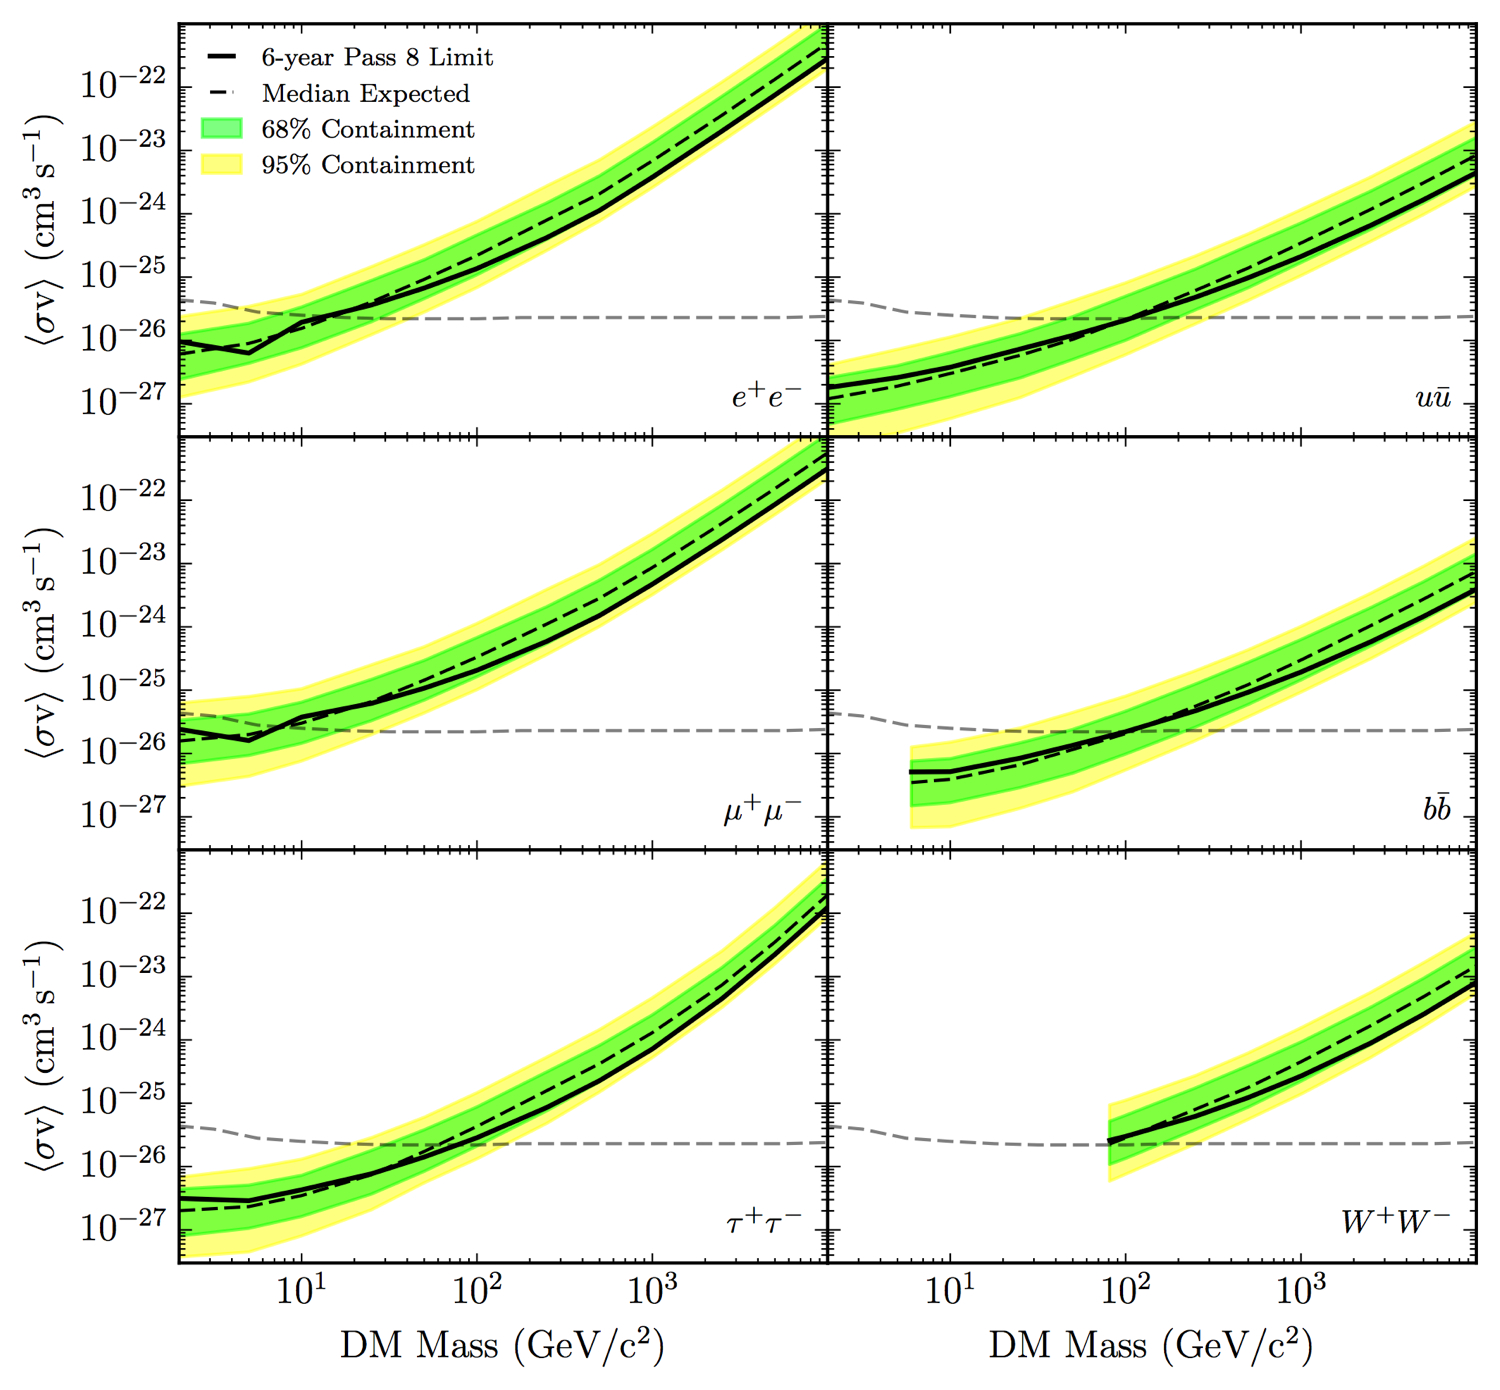 6-year Pass 8 Limit
Median Expected
68% Containment
95% Containment
⟨σv⟩ (cm³ s⁻¹)
10⁻²²
10⁻²³
10⁻²⁴
10⁻²⁵
10⁻²⁶
10⁻²⁷
e⁺e⁻
uū
⟨σv⟩ (cm³ s⁻¹)
10⁻²²
10⁻²³
10⁻²⁴
10⁻²⁵
10⁻²⁶
10⁻²⁷
μ⁺μ⁻
bb̄
⟨σv⟩ (cm³ s⁻¹)
10⁻²²
10⁻²³
10⁻²⁴
10⁻²⁵
10⁻²⁶
10⁻²⁷
τ⁺τ⁻
W⁺W⁻
10¹ 10² 10³ 10¹ 10² 10³
DM Mass (GeV/c²) DM Mass (GeV/c²)